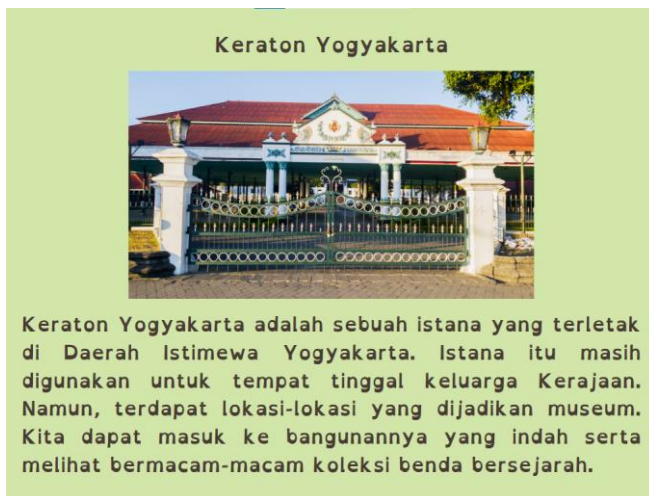 Keraton Yogyakarta
Keraton Yogyakarta adalah sebuah istana yang terletak
di Daerah Istimewa Yogyakarta. Istana itu masih
digunakan untuk tempat tinggal keluarga Kerajaan.
Namun, terdapat lokasi-lokasi yang dijadikan museum.
Kita dapat masuk ke bangunannya yang indah serta
melihat bermacam-macam koleksi benda bersejarah.